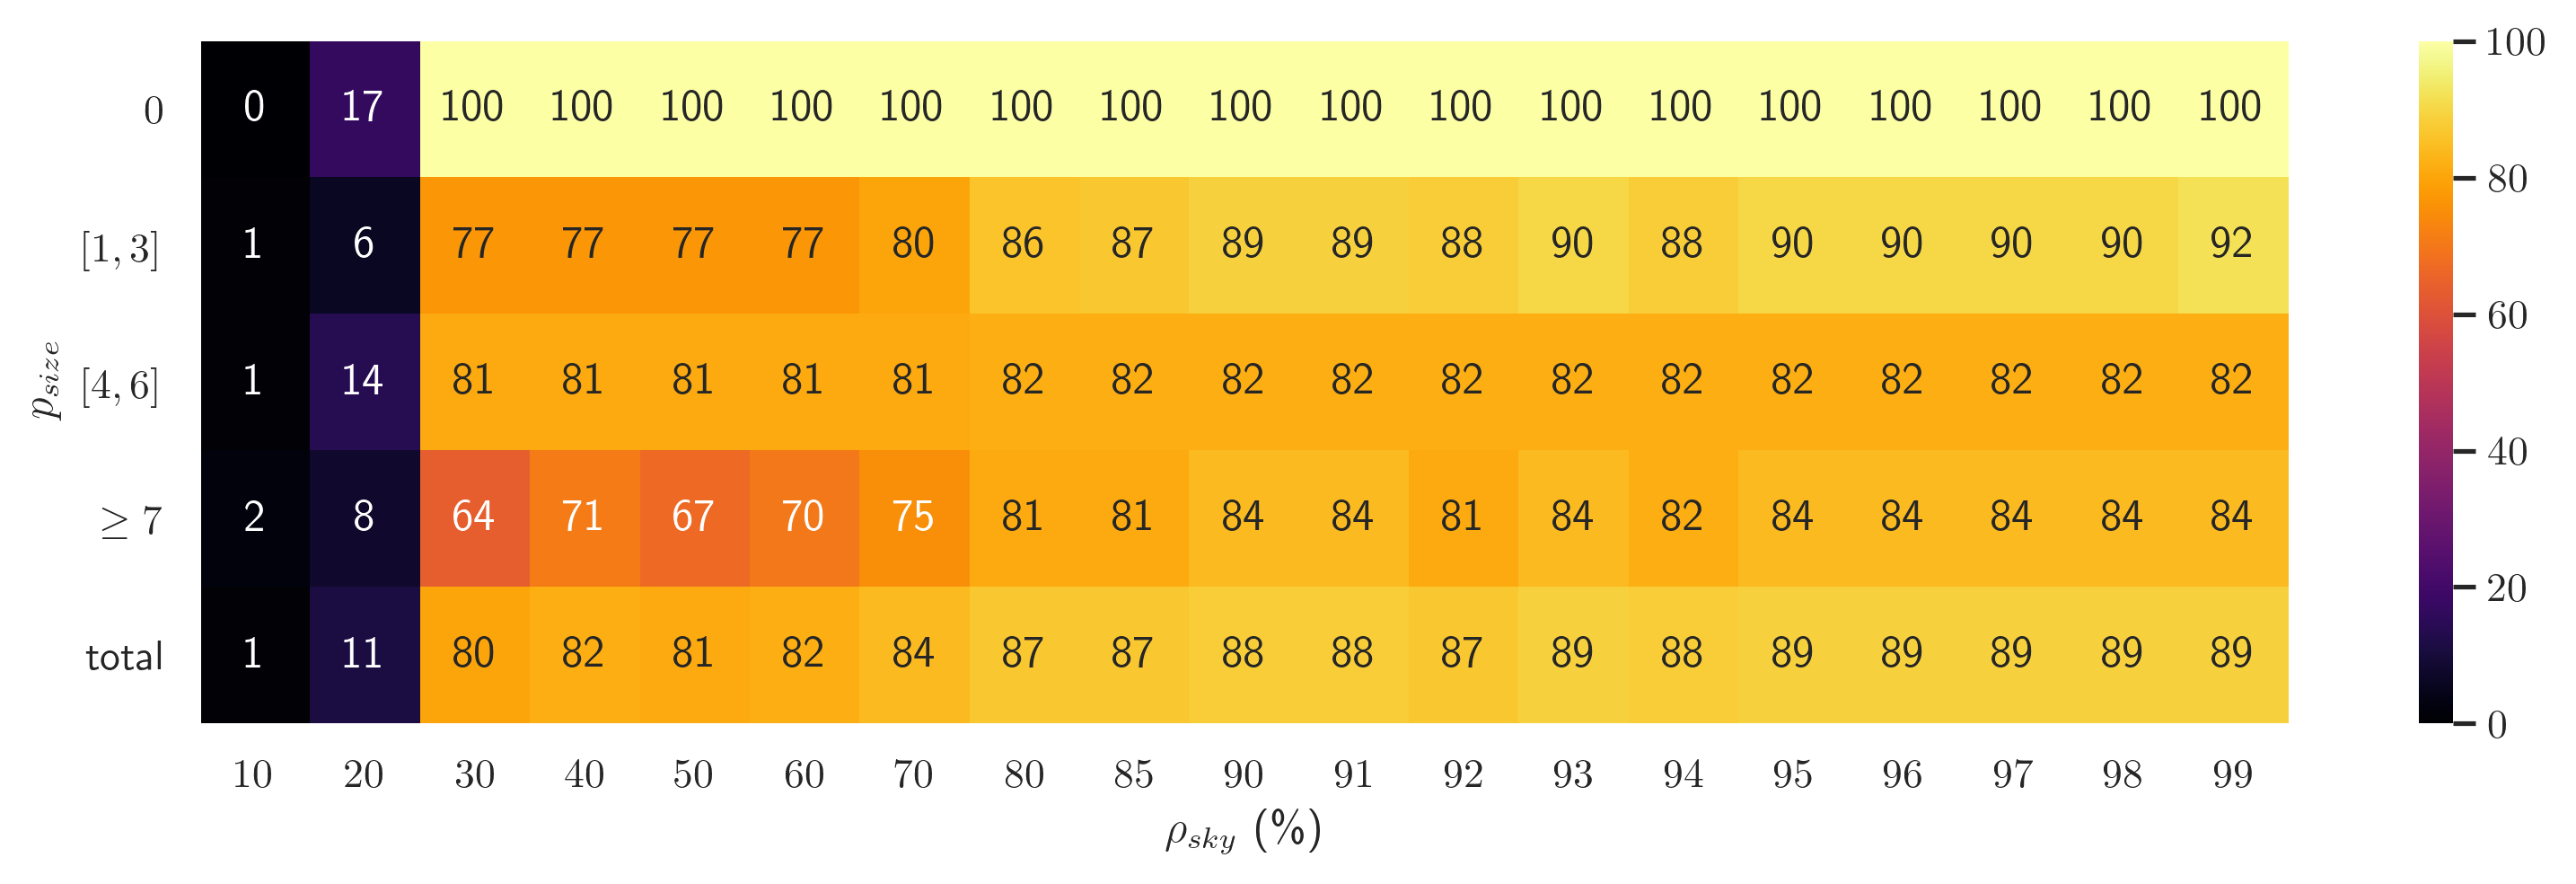 0 0 17 100 100 100 100 100 100 100 100 100 100 100 100 100 100 100 100 100 100
[1, 3] 1 6 77 77 77 77 80 86 87 89 89 88 90 88 90 90 90 90 92 80
[4, 6] 1 14 81 81 81 81 81 82 82 82 82 82 82 82 82 82 82 82 82 60
≥ 7 2 8 64 71 67 70 75 81 81 84 84 81 84 82 84 84 84 84 84 40
total 1 11 80 82 81 82 84 87 87 88 88 87 89 88 89 89 89 89 89 20
0
10 20 30 40 50 60 70 80 85 90 91 92 93 94 95 96 97 98 99
p_size
ρ_sky (%)